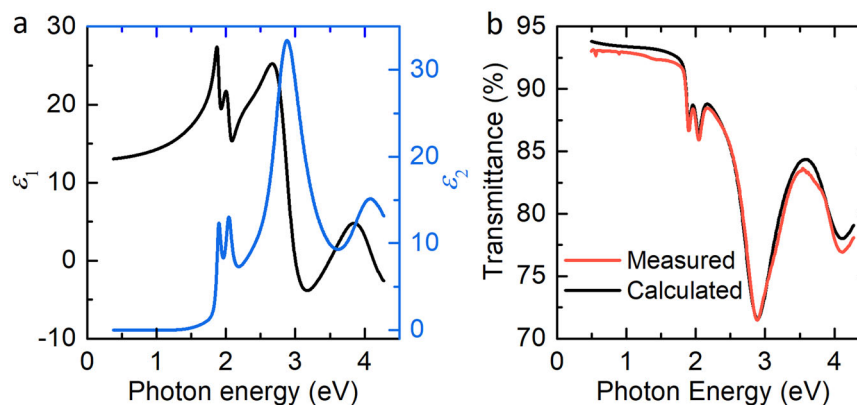 a
30
20
10
0
-10
ε1
30
20
10
0
ε2
0
1
2
3
4
Photon energy (eV)
b
95
90
85
80
75
70
Transmittance (%)
Measured
Calculated
0
1
2
3
4
Photon Energy (eV)